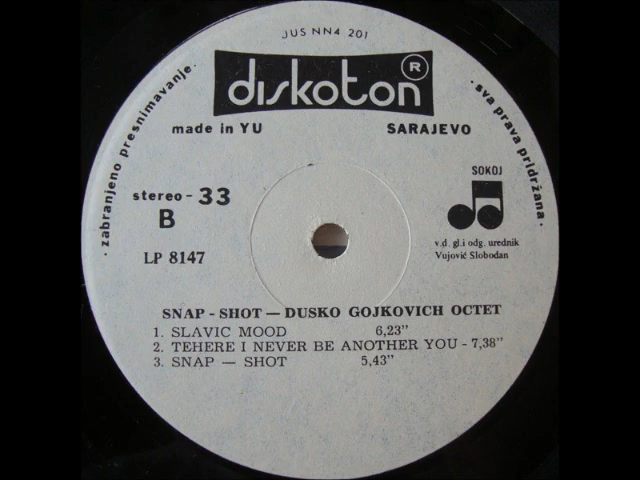 JUS NN4 201
diskoton ®
· zabranjeno presnimavanje ·
· sva prava pridržana ·
made in YU
SARAJEVO
stereo - 33
B
LP 8147
SOKOJ
v.d. gl.i odg. urednik
Vujović Slobodan
SNAP - SHOT — DUSKO GOJKOVICH OCTET
1. SLAVIC MOOD 6,23"
2. TEHERE I NEVER BE ANOTHER YOU - 7,38"
3. SNAP — SHOT 5,43"